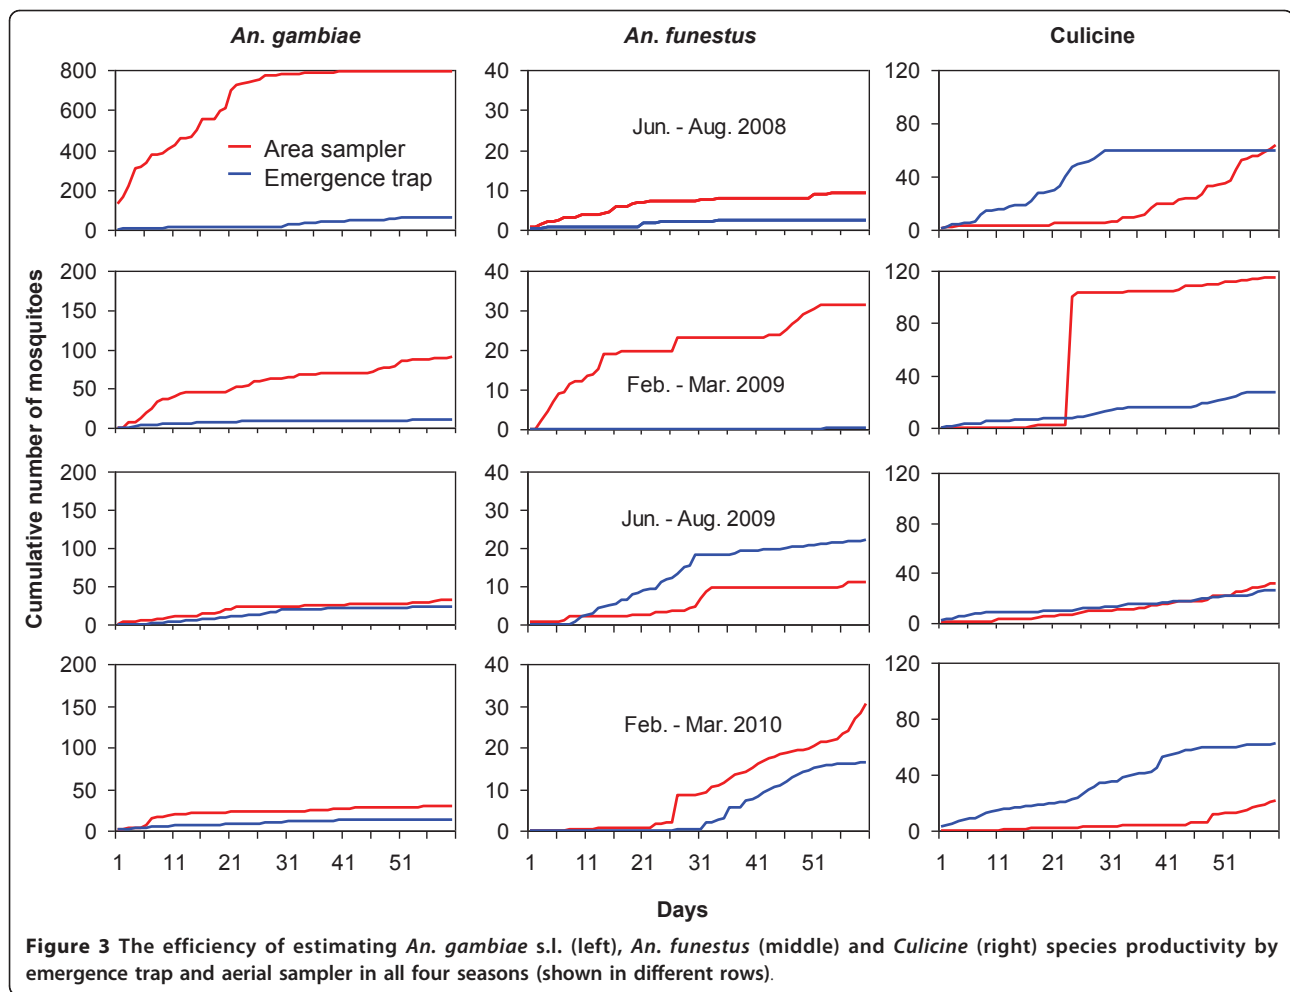 An. gambiae An. funestus Culicine
Cumulative number of mosquitoes
800 40 120
600 30 80
400 20 40
200 10 0
0 0
Area sampler
Emergence trap
Jun. - Aug. 2008
200 40 120
150 30 80
100 20 40
50 10 0
0 0
Feb. - Mar. 2009
200 40 120
150 30 80
100 20 40
50 10 0
0 0
Jun. - Aug. 2009
200 40 120
150 30 80
100 20 40
50 10 0
0 0
Feb. - Mar. 2010
1 11 21 31 41 51 1 11 21 31 41 51 1 11 21 31 41 51
Days
Figure 3 The efficiency of estimating An. gambiae s.l. (left), An. funestus (middle) and Culicine (right) species productivity by
emergence trap and aerial sampler in all four seasons (shown in different rows).